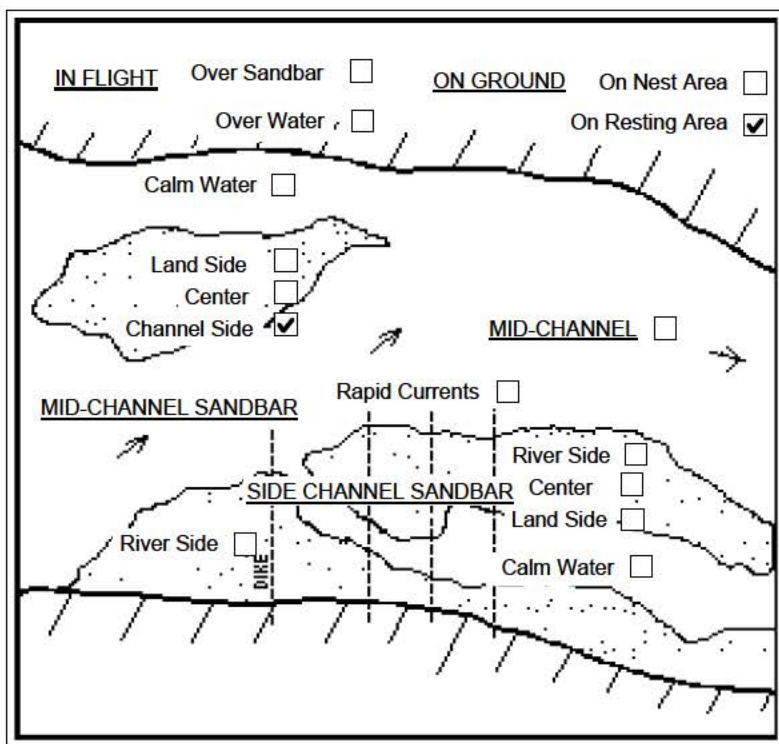 IN FLIGHT Over Sandbar ON GROUND On Nest Area
Over Water On Resting Area
Calm Water
Land Side
Center
Channel Side
MID-CHANNEL
MID-CHANNEL SANDBAR
Rapid Currents
River Side
SIDE CHANNEL SANDBAR Center
Land Side
River Side
DIKE
Calm Water